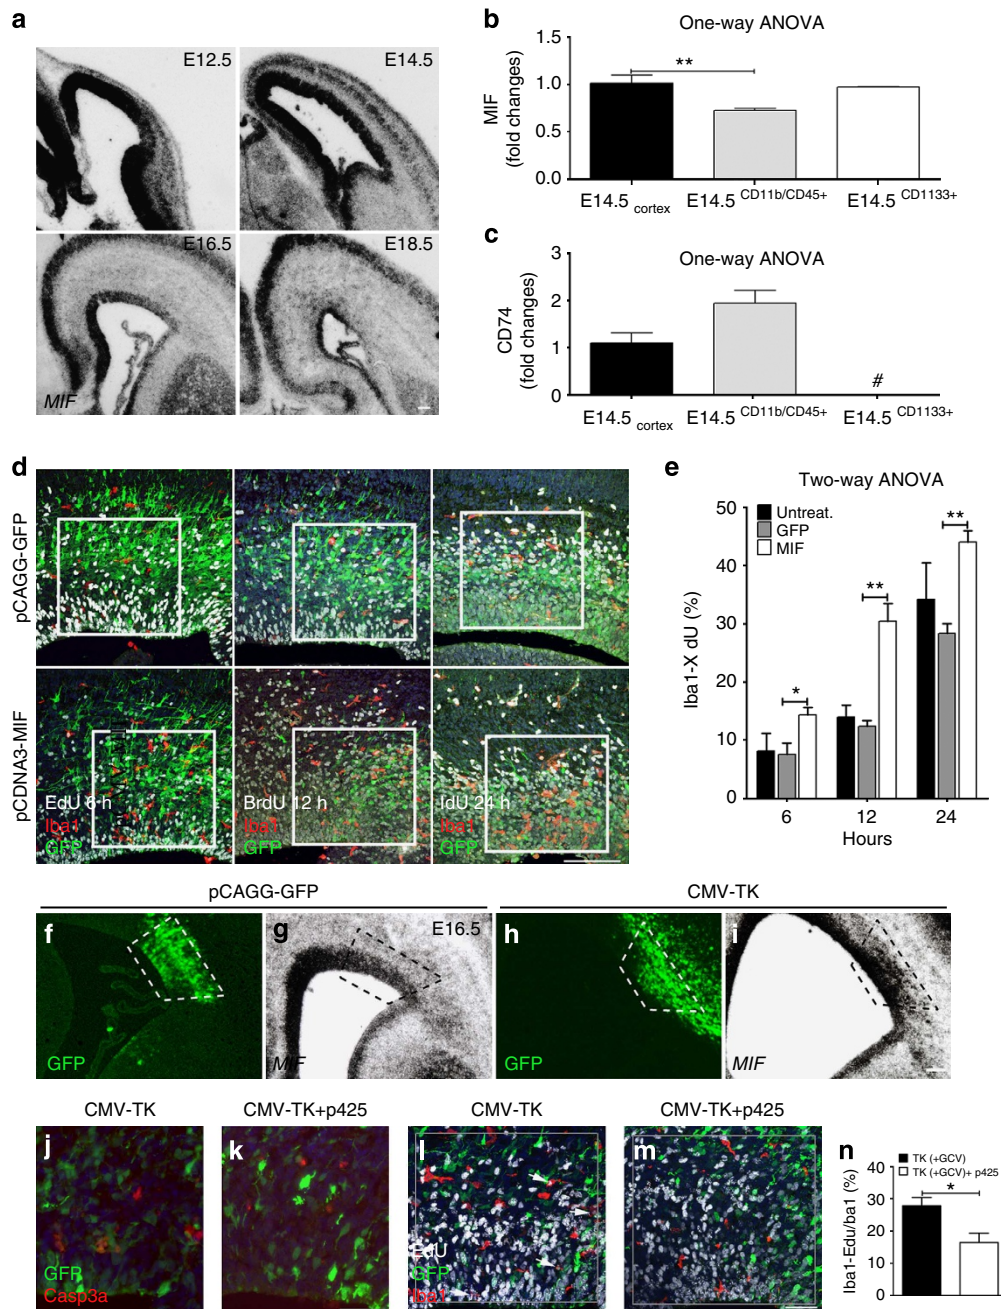 a
E12.5
E14.5
E16.5
E18.5
MIF
b
One-way ANOVA
MIF
(fold changes)
1.5
1.0
0.5
0.0
**
E14.5 cortex
E14.5 CD11b/CD45+
E14.5 CD1133+
c
One-way ANOVA
CD74
(fold changes)
3
2
1
0
#
E14.5 cortex
E14.5 CD11b/CD45+
E14.5 CD1133+
d
pCAGG-GFP
pCDNA3-MIF
EdU 6 h
Iba1
GFP
BrdU 12 h
Iba1
GFP
IdU 24 h
Iba1
GFP
e
Two-way ANOVA
Untreat.
GFP
MIF
Iba1-X dU (%)
50
40
30
20
10
0
*
**
**
6
12
24
Hours
pCAGG-GFP
CMV-TK
f
GFP
g
E16.5
MIF
h
GFP
i
MIF
CMV-TK
CMV-TK+p425
CMV-TK
CMV-TK+p425
j
GFP
Casp3a
k
l
EdU
GFP
Iba1
m
n
TK (+GCV)
TK (+GCV)+ p425
Iba1-Edu/ba1 (%)
40
30
20
10
0
*